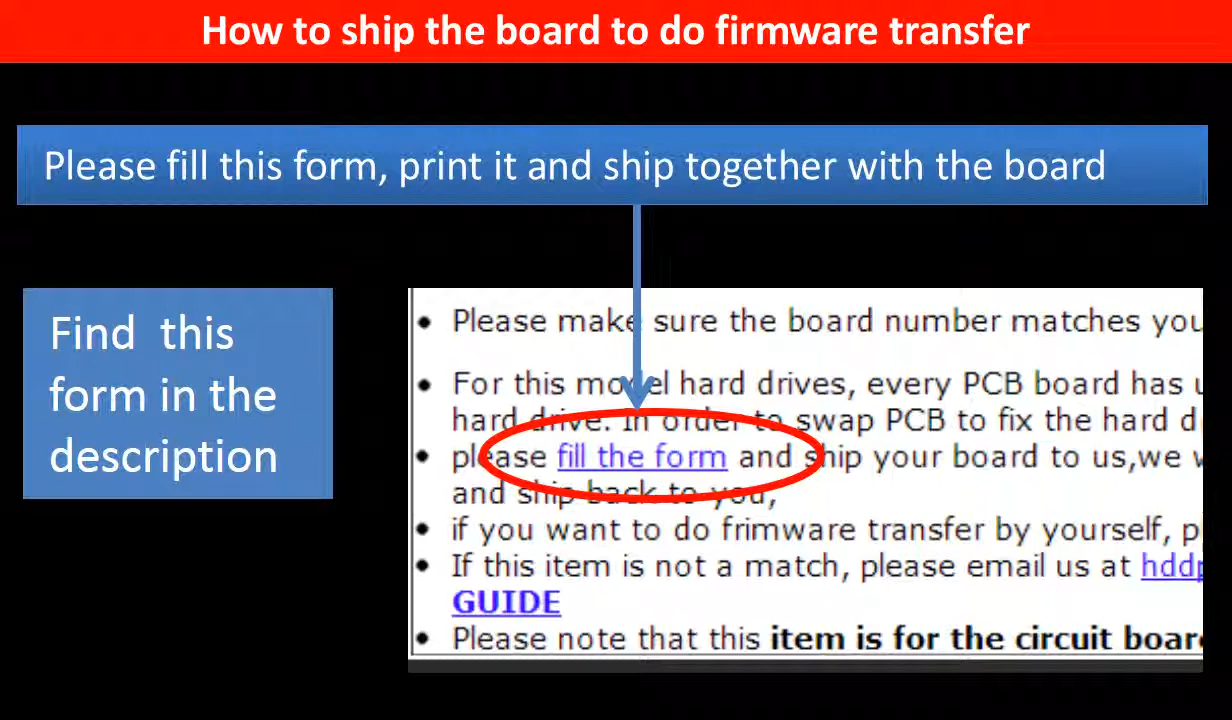 How to ship the board to do firmware transfer
Please fill this form, print it and ship together with the board
Find this
form in the
description
Please make sure the board number matches
For this model hard drives, every PCB board has
hard drive. In order to swap PCB to fix the hard
please fill the form and ship your board to us,we
and ship back to you,
if you want to do frimware transfer by yourself,
If this item is not a match, please email us at
GUIDE
Please note that this item is for the circuit